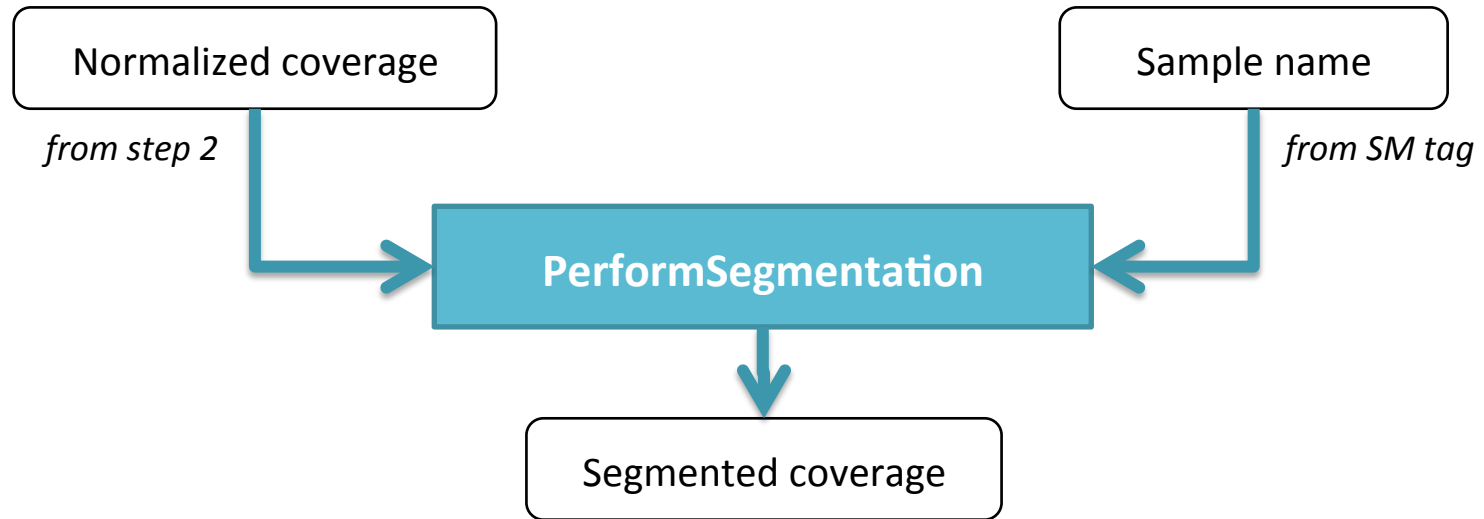 Normalized coverage
Sample name
from step 2
from SM tag
PerformSegmentation
Segmented coverage